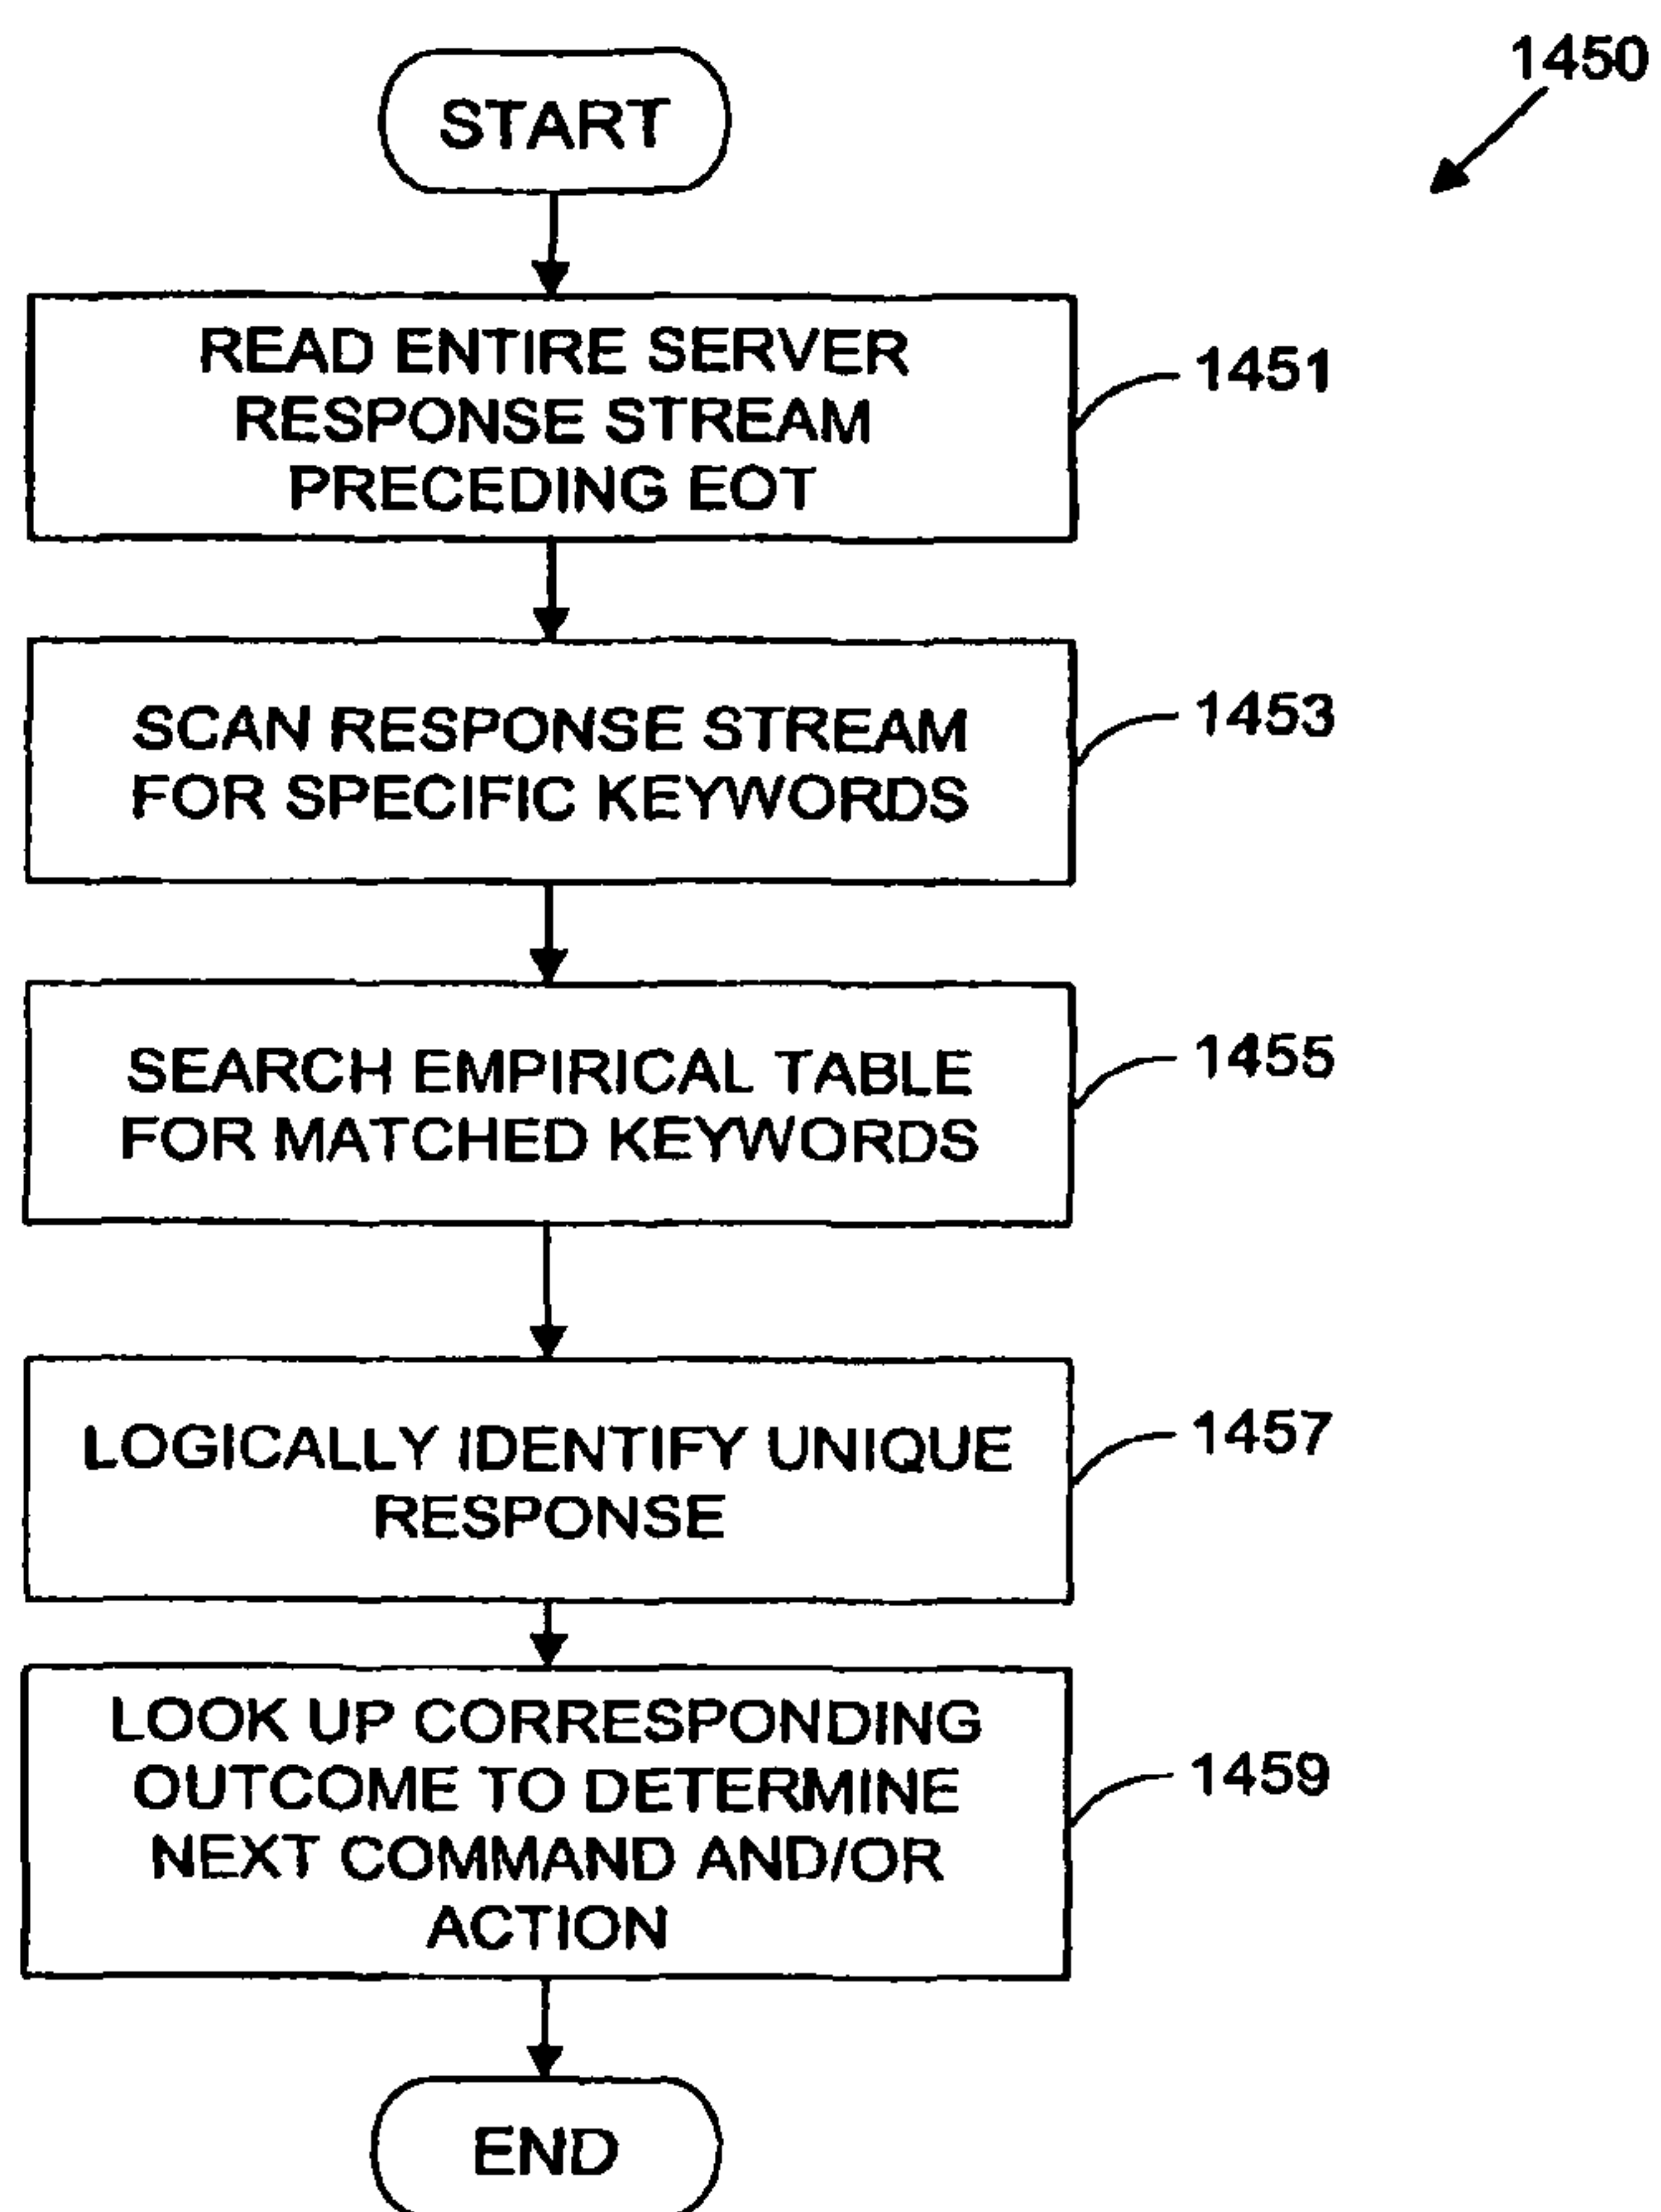 1450
START
READ ENTIRE SERVER
RESPONSE STREAM
PRECEDING EOT
1451
SCAN RESPONSE STREAM
FOR SPECIFIC KEYWORDS
1453
SEARCH EMPIRICAL TABLE
FOR MATCHED KEYWORDS
1455
LOGICALLY IDENTIFY UNIQUE
RESPONSE
1457
LOOK UP CORRESPONDING
OUTCOME TO DETERMINE
NEXT COMMAND AND/OR
ACTION
1459
END